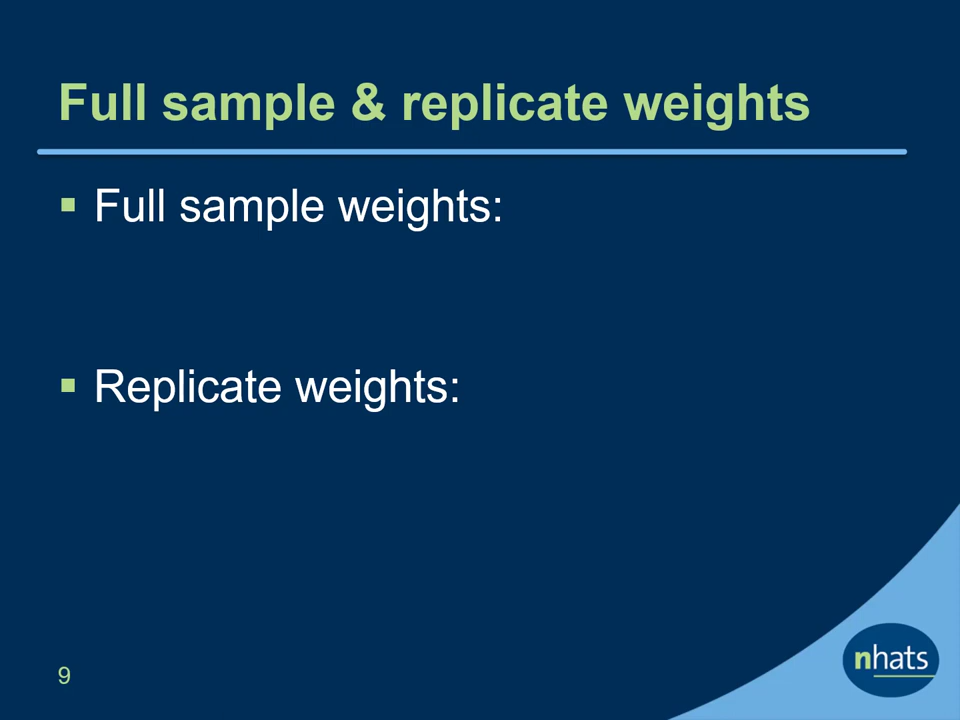 Full sample & replicate weights
▪ Full sample weights:
▪ Replicate weights:
9
nhats